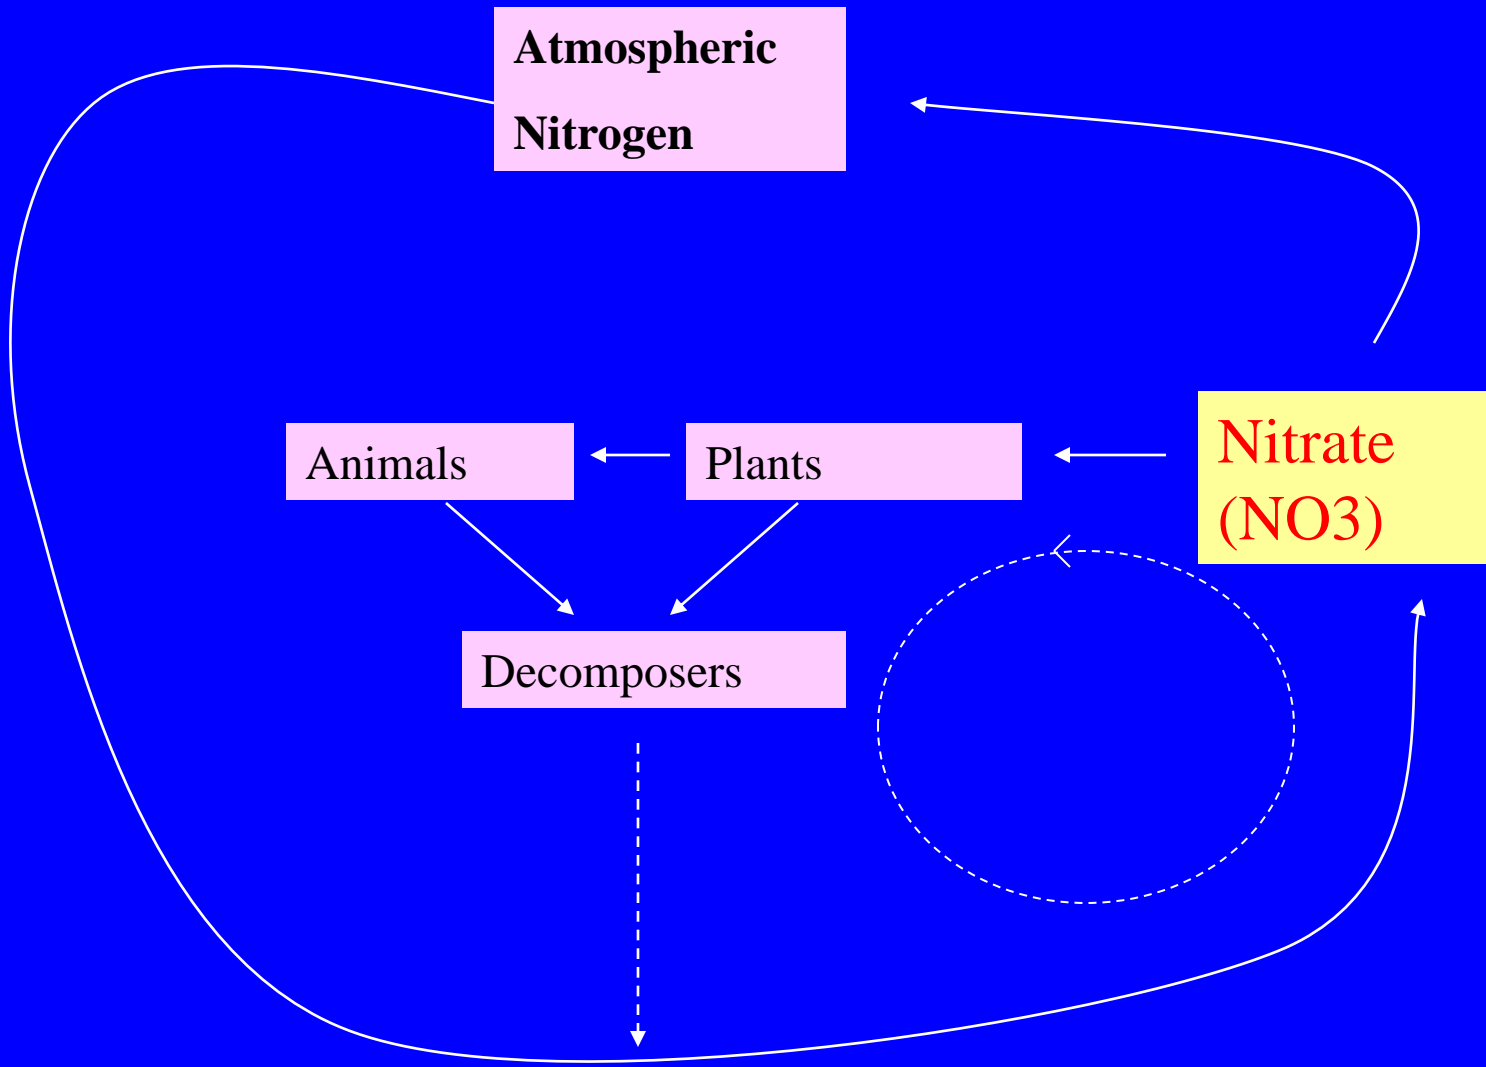 Atmospheric
Nitrogen
Animals
Plants
Nitrate
(NO3)
Decomposers